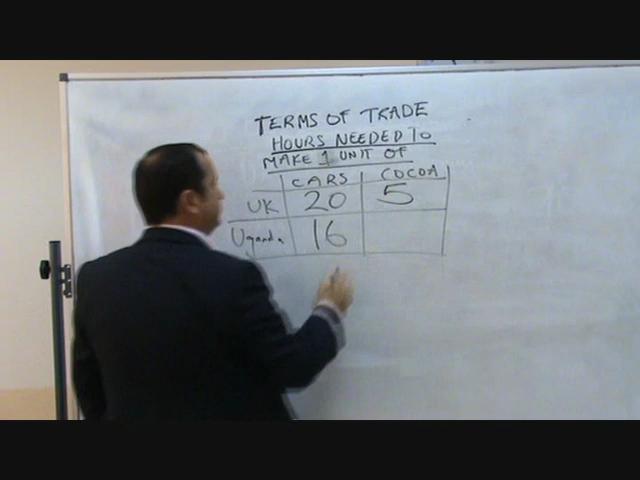 TERMS OF TRADE
HOURS NEEDED TO
MAKE 1 UNIT OF
CARS COCOA
UK 20 5
Uganda 16